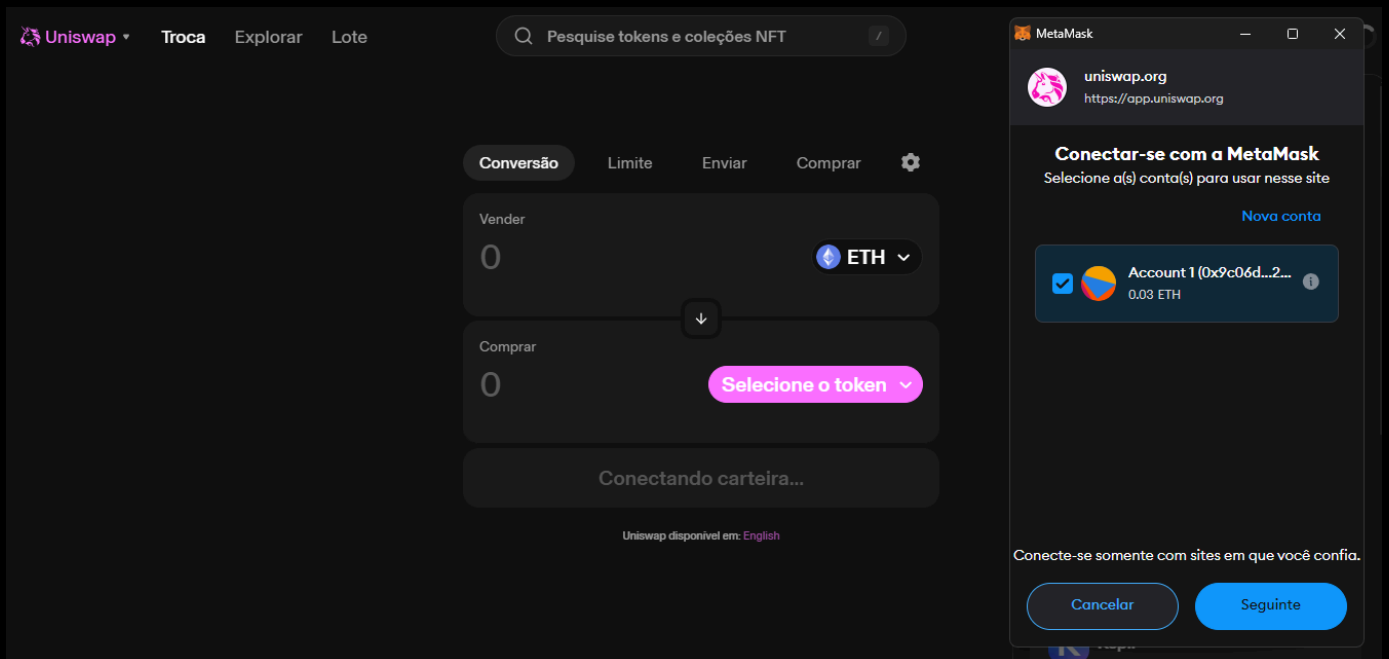 Uniswap
Troca
Explorar
Lote
Pesquise tokens e coleções NFT
/
Conversão
Limite
Enviar
Comprar
Vender
0
ETH
Comprar
0
Selecione o token
Conectando carteira...
Uniswap disponível em: English
MetaMask
uniswap.org
https://app.uniswap.org
Conectar-se com a MetaMask
Selecione a(s) conta(s) para usar nesse site
Nova conta
Account 1 (0x9c06d...2...
0.03 ETH
Conecte-se somente com sites em que você confia.
Cancelar
Seguinte